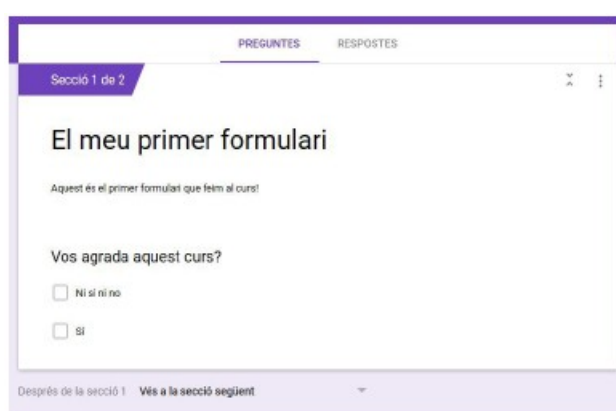 PREGUNTES RESPOSTES
Secció 1 de 2
El meu primer formulari
Aquest és el primer formulari que feim al curs!
Vos agrada aquest curs?
Ni sí ni no
Sí
Després de la secció 1 Vés a la secció següent